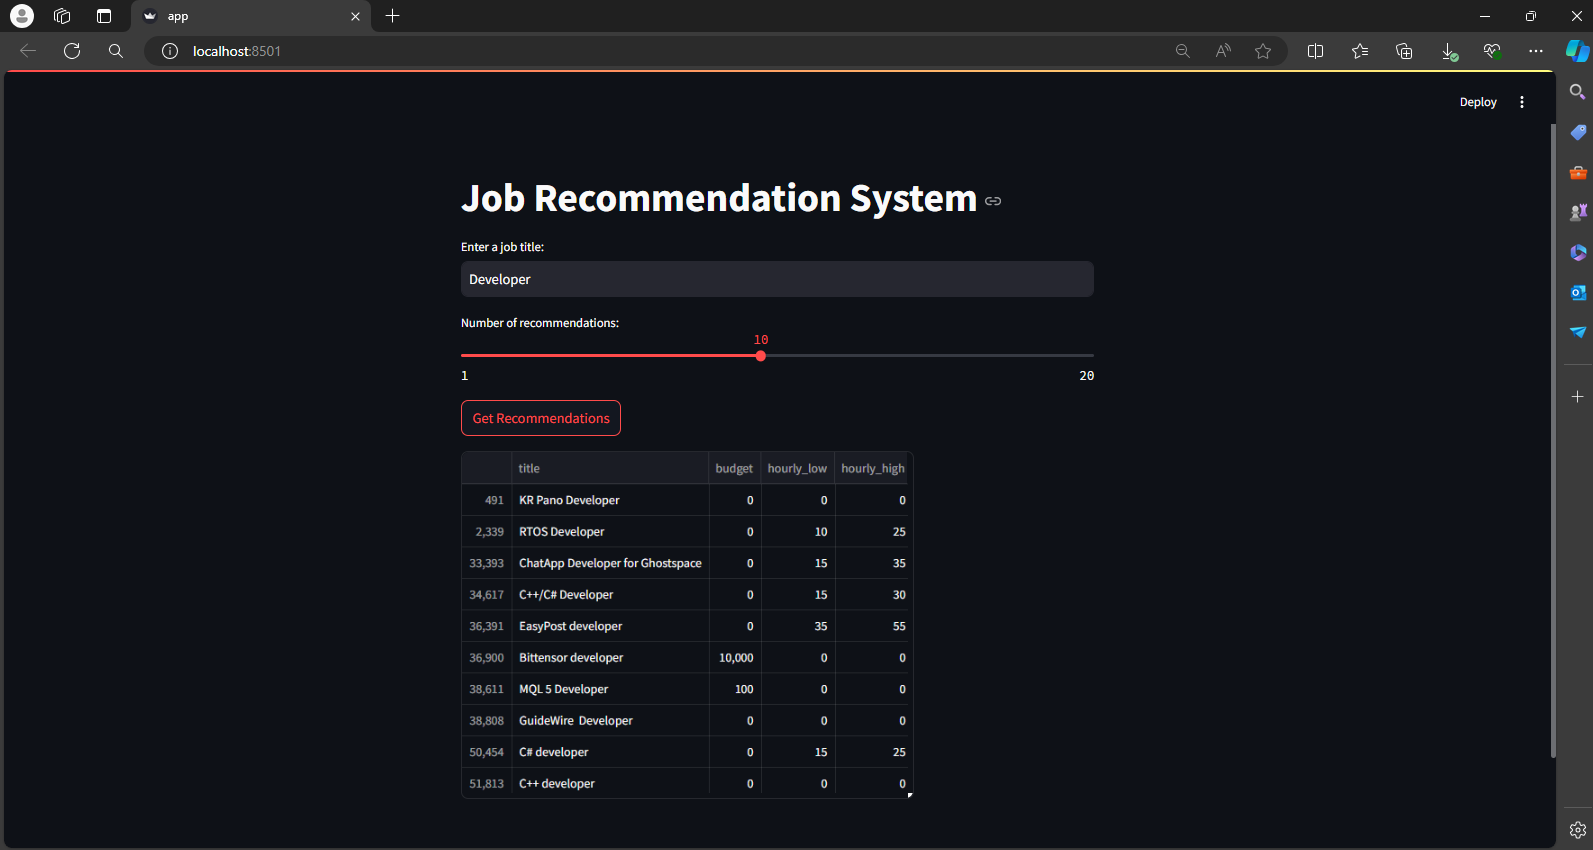 app
localhost:8501
Deploy
Job Recommendation System
Enter a job title:
Developer
Number of recommendations:
10
1 20
Get Recommendations
title budget hourly_low hourly_high
491 KR Pano Developer 0 0 0
2,339 RTOS Developer 0 10 25
33,393 ChatApp Developer for Ghostspace 0 15 35
34,617 C++/C# Developer 0 15 30
36,391 EasyPost developer 0 35 55
36,900 Bittensor developer 10,000 0 0
38,611 MQL 5 Developer 100 0 0
38,808 GuideWire Developer 0 0 0
50,454 C# developer 0 15 25
51,813 C++ developer 0 0 0